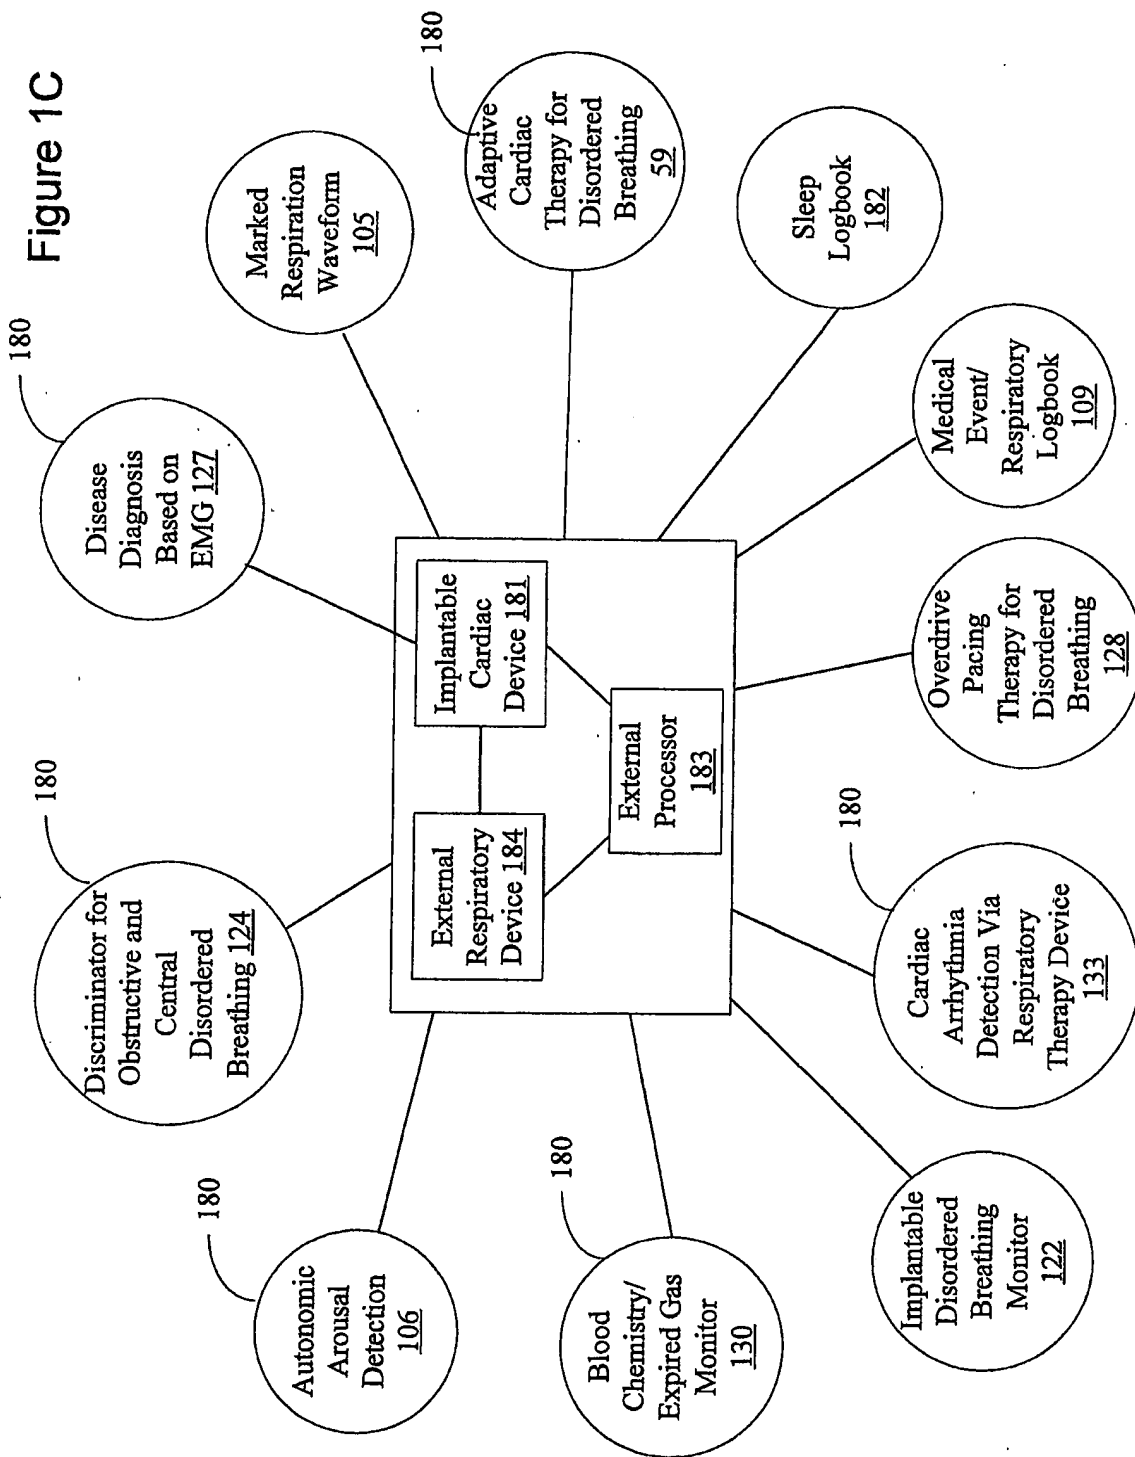 Figure 1C
180
Disease
Diagnosis
Based on
EMG 127
Marked
Respiration
Waveform
105
180
Adaptive
Cardiac
Therapy for
Disordered
Breathing
59
Sleep
Logbook
182
Medical
Event/
Respiratory
Logbook
109
Overdrive
Pacing
Therapy for
Disordered
Breathing
128
180
Cardiac
Arrhythmia
Detection Via
Respiratory
Therapy Device
133
Implantable
Disordered
Breathing
Monitor
122
180
Blood
Chemistry/
Expired Gas
Monitor
130
180
Autonomic
Arousal
Detection
106
180
Discriminator for
Obstructive and
Central
Disordered
Breathing 124
External
Respiratory
Device 184
Implantable
Cardiac
Device 181
External
Processor
183